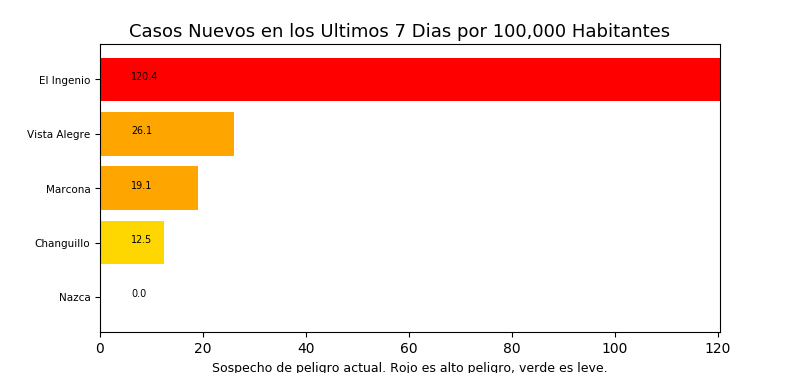 Casos Nuevos en los Ultimos 7 Dias por 100,000 Habitantes
El Ingenio 120.4
Vista Alegre 26.1
Marcona 19.1
Changuillo 12.5
Nazca 0.0
0 20 40 60 80 100 120
Sospecho de peligro actual. Rojo es alto peligro, verde es leve.